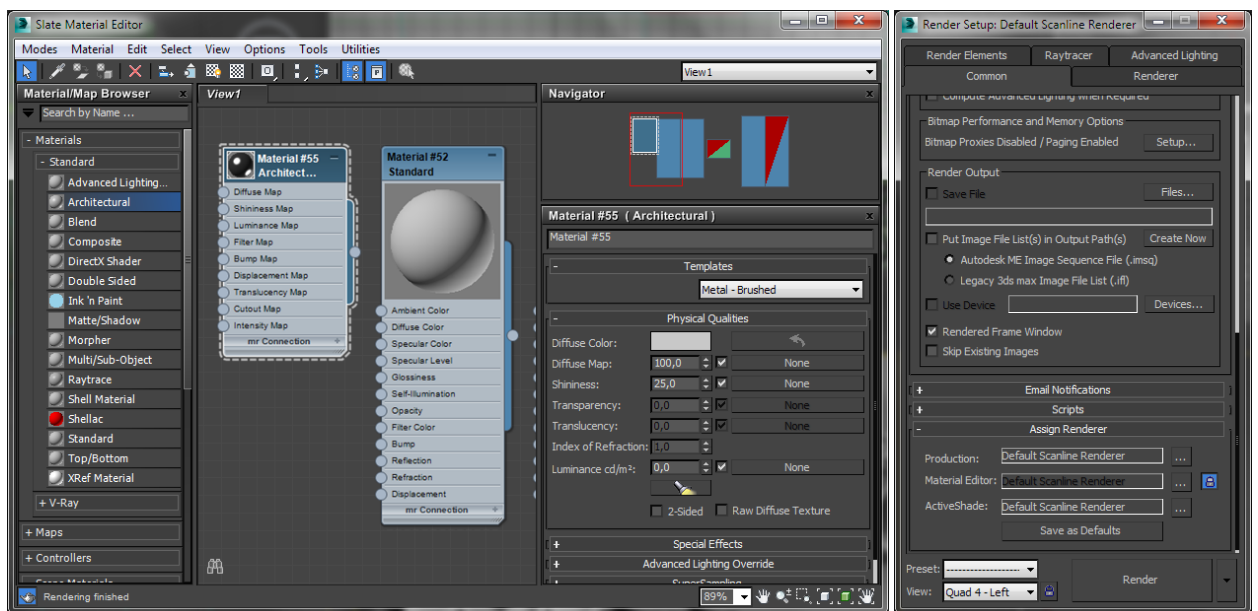 Slate Material Editor
Modes Material Edit Select View Options Tools Utilities
View1
Material/Map Browser x
Search by Name ...
- Materials
- Standard
Advanced Lighting...
Architectural
Blend
Composite
DirectX Shader
Double Sided
Ink 'n Paint
Matte/Shadow
Morpher
Multi/Sub-Object
Raytrace
Shell Material
Shellac
Standard
Top/Bottom
XRef Material
+ V-Ray
+ Maps
+ Controllers
Rendering finished
View1
Material #55
Architect...
Diffuse Map
Shininess Map
Luminance Map
Filter Map
Bump Map
Displacement Map
Translucency Map
Cutout Map
Intensity Map
mr Connection +
Material #52
Standard
Ambient Color
Diffuse Color
Specular Color
Specular Level
Glossiness
Self-Illumination
Opacity
Filter Color
Bump
Reflection
Refraction
Displacement
mr Connection +
Navigator x
Material #55 ( Architectural ) x
Material #55
- Templates
Metal - Brushed
- Physical Qualities
Diffuse Color:
Diffuse Map: 100,0 None
Shininess: 25,0 None
Transparency: 0,0 None
Translucency: 0,0 None
Index of Refraction: 1,0
Luminance cd/m²: 0,0 None
2-Sided Raw Diffuse Texture
+ Special Effects
+ Advanced Lighting Override
SuperSampling
89%
Render Setup: Default Scanline Renderer
Render Elements Raytracer Advanced Lighting
Common Renderer
Compute Advanced Lighting when Required
Bitmap Performance and Memory Options
Bitmap Proxies Disabled / Paging Enabled Setup...
Render Output
Save File Files...
Put Image File List(s) in Output Path(s) Create Now
Autodesk ME Image Sequence File (.imsq)
Legacy 3ds max Image File List (.ifl)
Use Device Devices...
Rendered Frame Window
Skip Existing Images
+ Email Notifications
+ Scripts
- Assign Renderer
Production: Default Scanline Renderer ...
Material Editor: Default Scanline Renderer ...
ActiveShade: Default Scanline Renderer ...
Save as Defaults
Preset: --------------------
View: Quad 4 - Left
Render